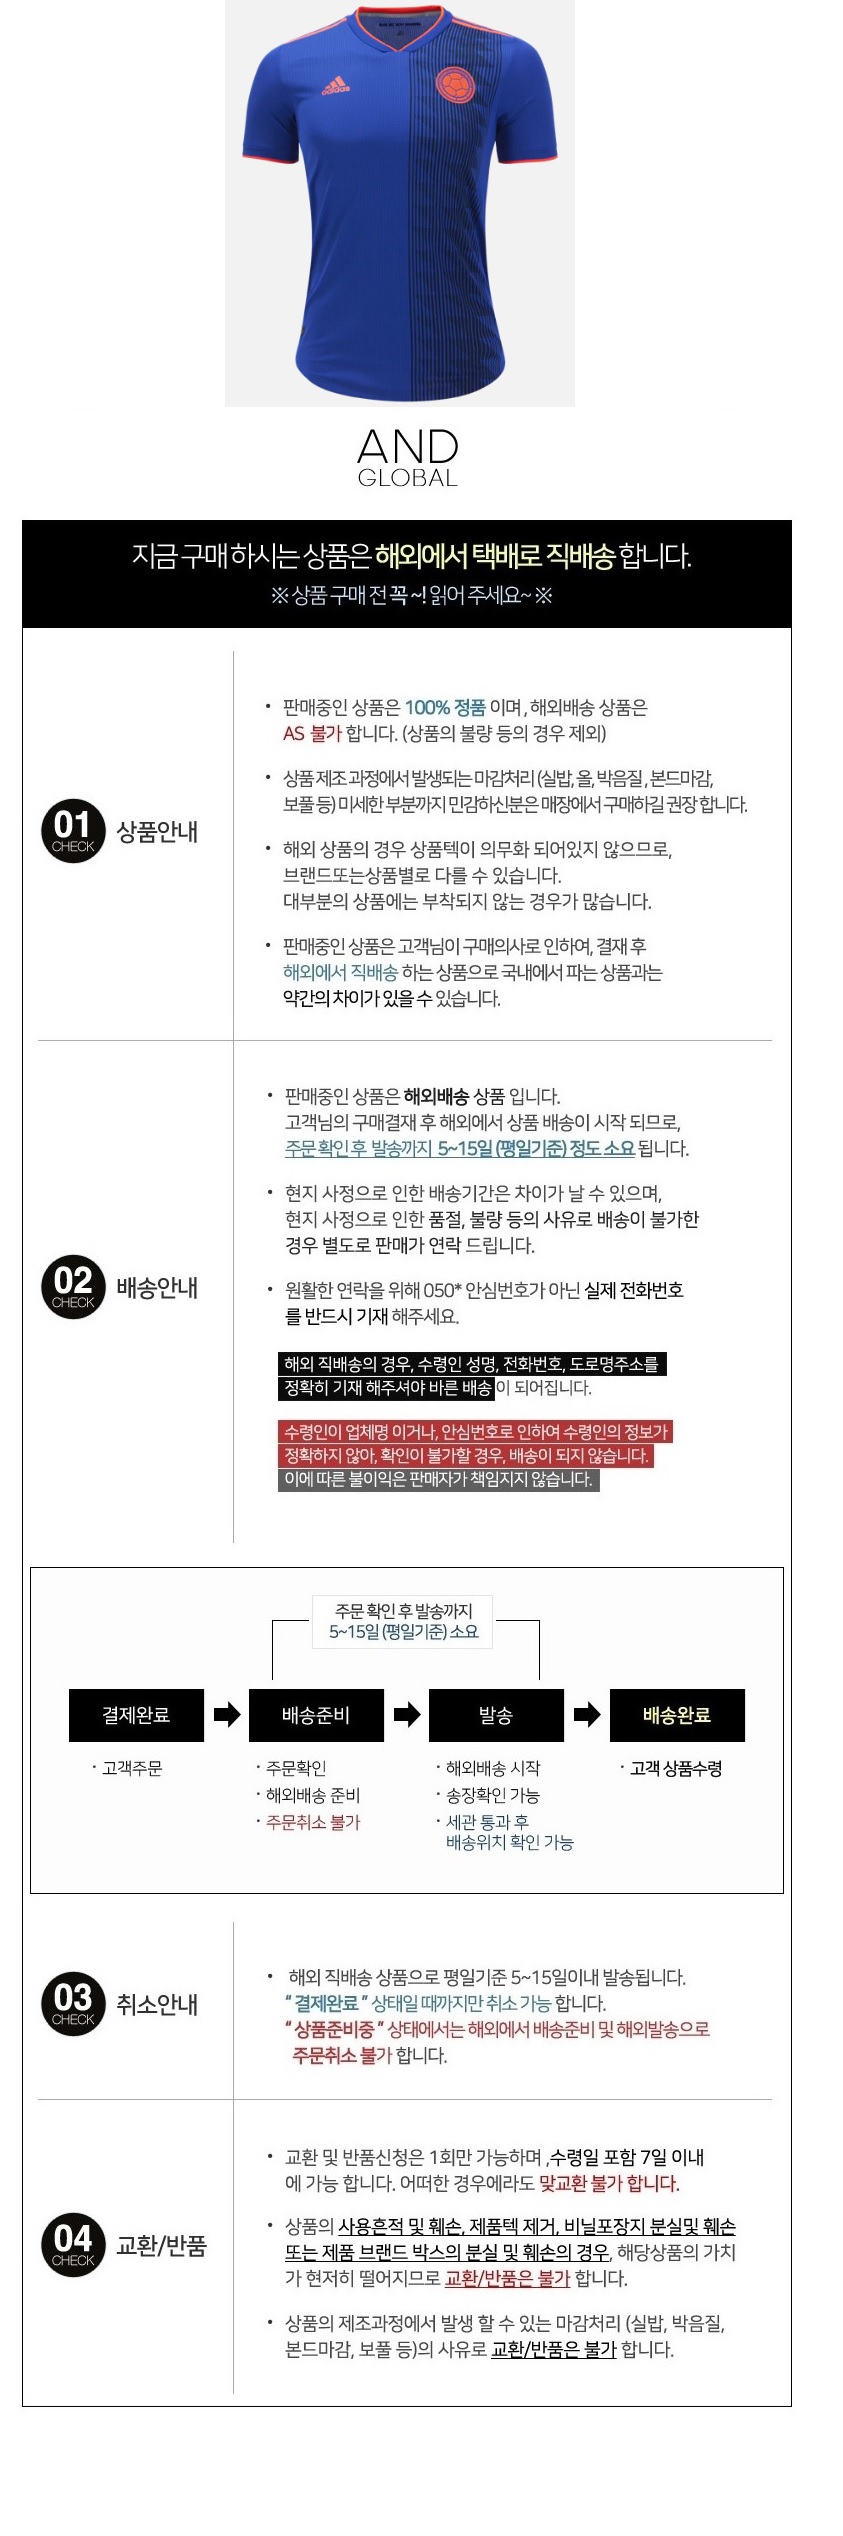 adidas
AND
GLOBAL
지금 구매 하시는 상품은 해외에서 택배로 직배송 합니다.
※ 상품 구매 전 꼭 ~! 읽어 주세요~ ※
01
CHECK
상품안내
• 판매중인 상품은 100% 정품 이며, 해외배송 상품은
AS 불가 합니다. (상품의 불량 등의 경우 제외)
• 상품 제조 과정에서 발생되는 마감처리 (실밥, 올, 박음질, 본드마감,
보풀 등) 미세한 부분까지 민감하신분은 매장에서 구매하길 권장 합니다.
• 해외 상품의 경우 상품텍이 의무화 되어있지 않으므로,
브랜드또는상품별로 다를 수 있습니다.
대부분의 상품에는 부착되지 않는 경우가 많습니다.
• 판매중인 상품은 고객님이 구매의사로 인하여, 결재 후
해외에서 직배송 하는 상품으로 국내에서 파는 상품과는
약간의 차이가 있을 수 있습니다.
02
CHECK
배송안내
• 판매중인 상품은 해외배송 상품 입니다.
고객님의 구매결재 후 해외에서 상품 배송이 시작 되므로,
주문 확인 후 발송까지 5~15일 (평일기준) 정도 소요 됩니다.
• 현지 사정으로 인한 배송기간은 차이가 날 수 있으며,
현지 사정으로 인한 품절, 불량 등의 사유로 배송이 불가한
경우 별도로 판매가 연락 드립니다.
• 원활한 연락을 위해 050* 안심번호가 아닌 실제 전화번호
를 반드시 기재 해주세요.
해외 직배송의 경우, 수령인 성명, 전화번호, 도로명주소를
정확히 기재 해주셔야 바른 배송이 되어집니다.
수령인이 업체명 이거나, 안심번호로 인하여 수령인의 정보가
정확하지 않아, 확인이 불가할 경우, 배송이 되지 않습니다.
이에 따른 불이익은 판매자가 책임지지 않습니다.
주문 확인 후 발송까지
5~15일 (평일기준) 소요
결제완료 ➡ 배송준비 ➡ 발송 ➡ 배송완료
· 고객주문
· 주문확인
· 해외배송 준비
· 주문취소 불가
· 해외배송 시작
· 송장확인 가능
· 세관 통과 후
배송위치 확인 가능
· 고객 상품수령
03
CHECK
취소안내
• 해외 직배송 상품으로 평일기준 5~15일이내 발송됩니다.
" 결제완료 " 상태일 때까지만 취소 가능 합니다.
" 상품준비중 " 상태에서는 해외에서 배송준비 및 해외발송으로
주문취소 불가 합니다.
04
CHECK
교환/반품
• 교환 및 반품신청은 1회만 가능하며 ,수령일 포함 7일 이내
에 가능 합니다. 어떠한 경우에라도 맞교환 불가 합니다.
• 상품의 사용흔적 및 훼손, 제품텍 제거, 비닐포장지 분실및 훼손
또는 제품 브랜드 박스의 분실 및 훼손의 경우, 해당상품의 가치
가 현저히 떨어지므로 교환/반품은 불가 합니다.
• 상품의 제조과정에서 발생 할 수 있는 마감처리 (실밥, 박음질,
본드마감, 보풀 등)의 사유로 교환/반품은 불가 합니다.